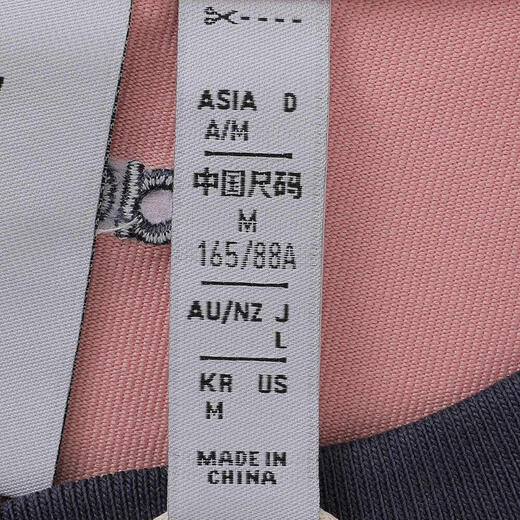 ASIA D
A/M
中国尺码
M
165/88A
AU/NZ J
L
KR US
M
MADE IN
CHINA